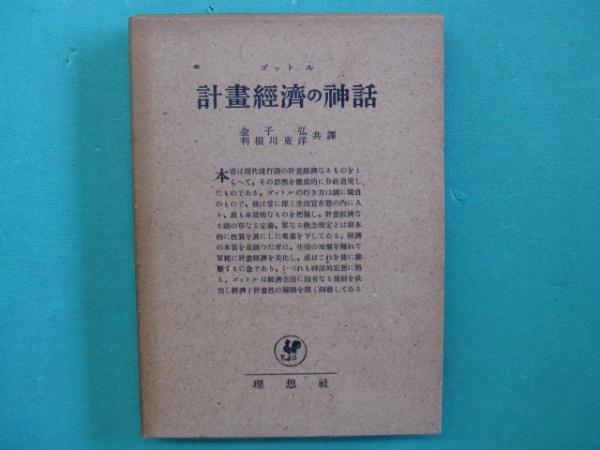 ゴットル
計畫經濟の神話
金子弘
利根川東洋 共譯
本書は現代流行語の計畫經濟なるものをと
らへて、その思想を徹底的に分析追究し
たものである。ゴットルの行き方は誠に獨自
のもので、彼は常に深く生活實存態の內に入
り、最も本質的なものを把握し、計畫經濟な
る語の單なる定義、單なる槪念規定とは根本
的に性質を異にした考案を下してゐる。經濟
の本質を見誤つた者は、生活の地盤を離れて
單純に計畫經濟を美化し、或はこれを徒に排
擊するに急であり、いづれも神話的忘想に陷
る。ゴットルは經濟生活に固有なる規制を伏
出し經濟と計畫性の關聯を深く洞察してゐる
理想社